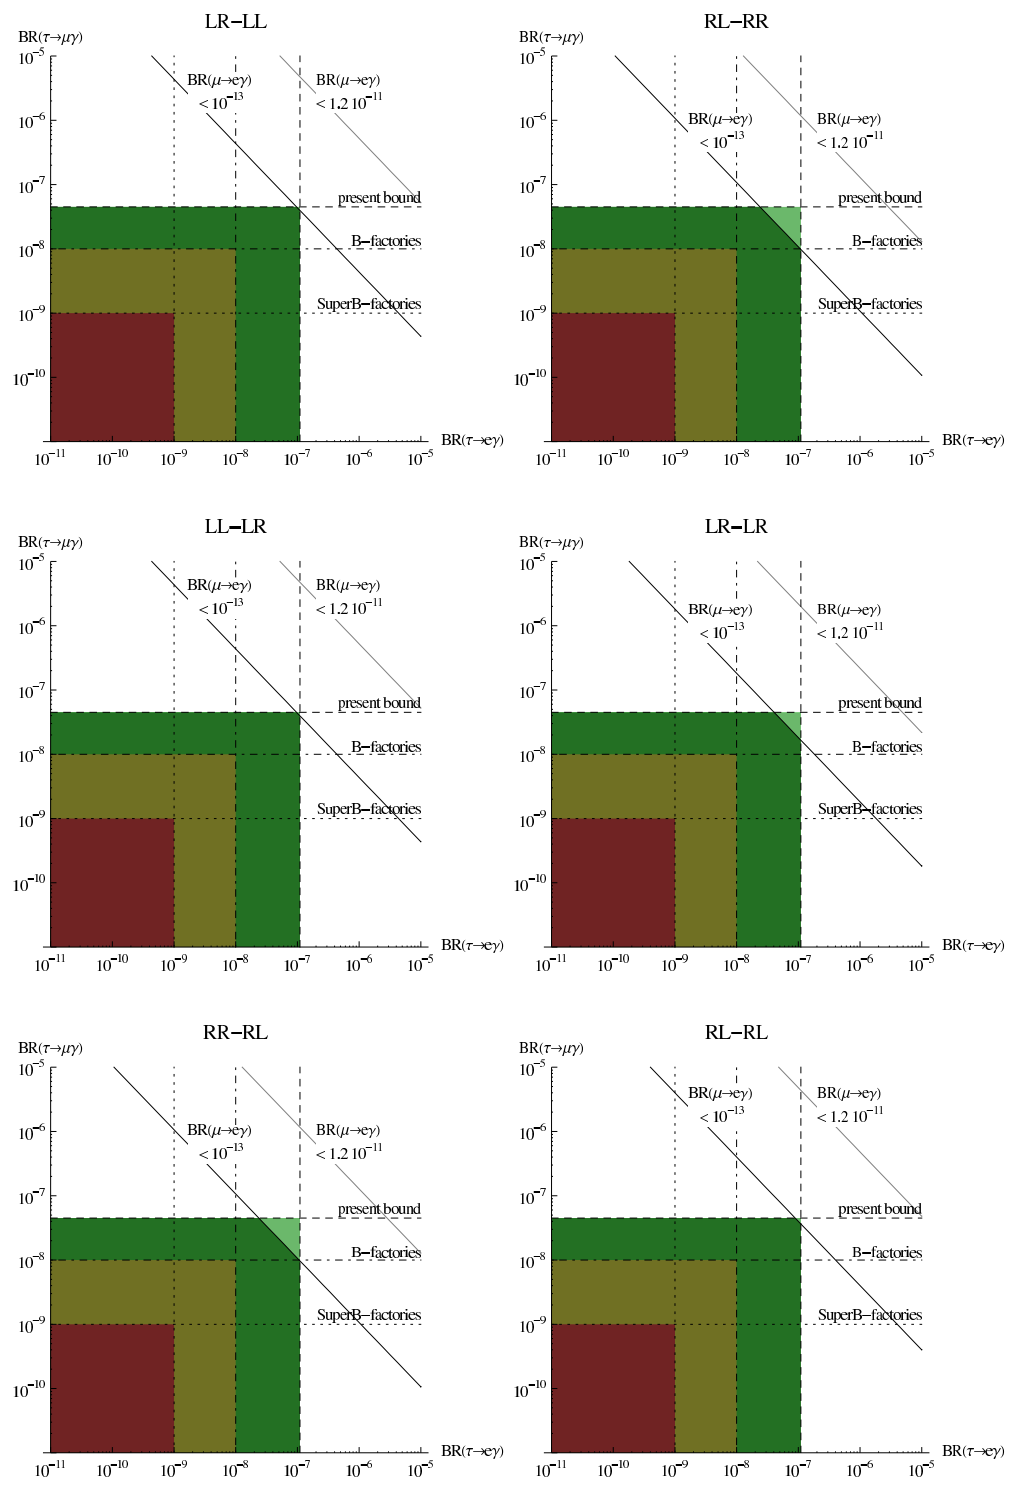 LR−LL
BR(τ→μγ)
10⁻⁵
10⁻⁶
10⁻⁷
10⁻⁸
10⁻⁹
10⁻¹⁰
BR(μ→eγ)
< 10⁻¹³
BR(μ→eγ)
< 1.2 10⁻¹¹
present bound
B−factories
SuperB−factories
BR(τ→eγ)
10⁻¹¹ 10⁻¹⁰ 10⁻⁹ 10⁻⁸ 10⁻⁷ 10⁻⁶ 10⁻⁵
RL−RR
BR(τ→μγ)
10⁻⁵
10⁻⁶
10⁻⁷
10⁻⁸
10⁻⁹
10⁻¹⁰
BR(μ→eγ)
< 10⁻¹³
BR(μ→eγ)
< 1.2 10⁻¹¹
present bound
B−factories
SuperB−factories
BR(τ→eγ)
10⁻¹¹ 10⁻¹⁰ 10⁻⁹ 10⁻⁸ 10⁻⁷ 10⁻⁶ 10⁻⁵
LL−LR
BR(τ→μγ)
10⁻⁵
10⁻⁶
10⁻⁷
10⁻⁸
10⁻⁹
10⁻¹⁰
BR(μ→eγ)
< 10⁻¹³
BR(μ→eγ)
< 1.2 10⁻¹¹
present bound
B−factories
SuperB−factories
BR(τ→eγ)
10⁻¹¹ 10⁻¹⁰ 10⁻⁹ 10⁻⁸ 10⁻⁷ 10⁻⁶ 10⁻⁵
LR−LR
BR(τ→μγ)
10⁻⁵
10⁻⁶
10⁻⁷
10⁻⁸
10⁻⁹
10⁻¹⁰
BR(μ→eγ)
< 10⁻¹³
BR(μ→eγ)
< 1.2 10⁻¹¹
present bound
B−factories
SuperB−factories
BR(τ→eγ)
10⁻¹¹ 10⁻¹⁰ 10⁻⁹ 10⁻⁸ 10⁻⁷ 10⁻⁶ 10⁻⁵
RR−RL
BR(τ→μγ)
10⁻⁵
10⁻⁶
10⁻⁷
10⁻⁸
10⁻⁹
10⁻¹⁰
BR(μ→eγ)
< 10⁻¹³
BR(μ→eγ)
< 1.2 10⁻¹¹
present bound
B−factories
SuperB−factories
BR(τ→eγ)
10⁻¹¹ 10⁻¹⁰ 10⁻⁹ 10⁻⁸ 10⁻⁷ 10⁻⁶ 10⁻⁵
RL−RL
BR(τ→μγ)
10⁻⁵
10⁻⁶
10⁻⁷
10⁻⁸
10⁻⁹
10⁻¹⁰
BR(μ→eγ)
< 10⁻¹³
BR(μ→eγ)
< 1.2 10⁻¹¹
present bound
B−factories
SuperB−factories
BR(τ→eγ)
10⁻¹¹ 10⁻¹⁰ 10⁻⁹ 10⁻⁸ 10⁻⁷ 10⁻⁶ 10⁻⁵